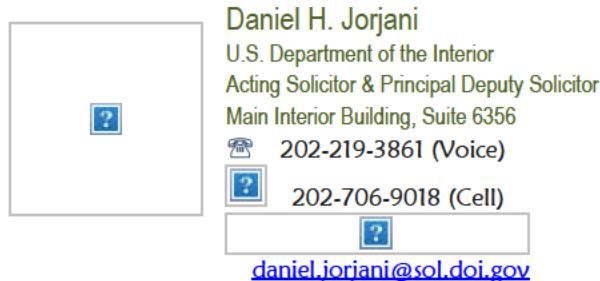 Daniel H. Jorjani
U.S. Department of the Interior
Acting Solicitor & Principal Deputy Solicitor
Main Interior Building, Suite 6356
☏ 202-219-3861 (Voice)
202-706-9018 (Cell)
daniel.jorjani@sol.doi.gov